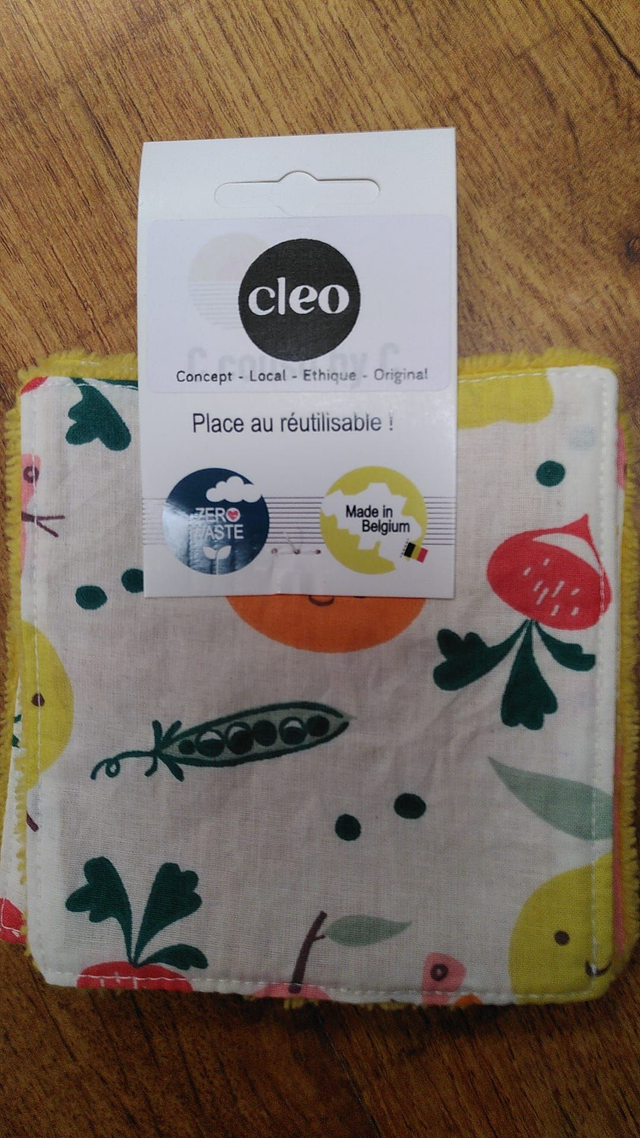 cleo
Concept - Local - Ethique - Original
Place au réutilisable !
ZERO
WASTE
Made in
Belgium